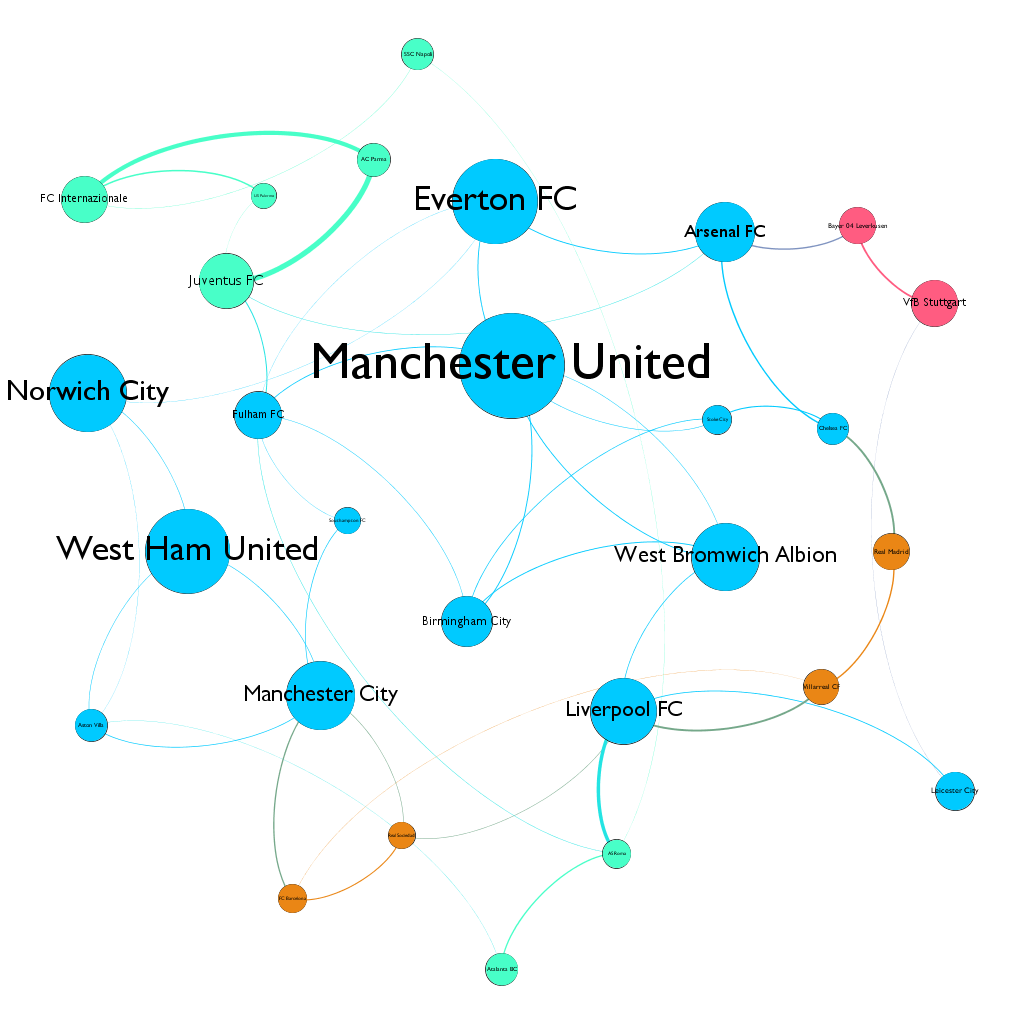 SSC Napoli
AC Parma
FC Internazionale
Everton FC
Arsenal FC
Bayer 04 Leverkusen
Juventus FC
VfB Stuttgart
Manchester United
Norwich City
Fulham FC
Stoke City
Chelsea FC
Southampton FC
West Ham United
West Bromwich Albion
Real Madrid
Birmingham City
Manchester City
Villarreal CF
Liverpool FC
Aston Villa
Leicester City
Real Sociedad
AS Roma
FC Barcelona
Atalanta BC